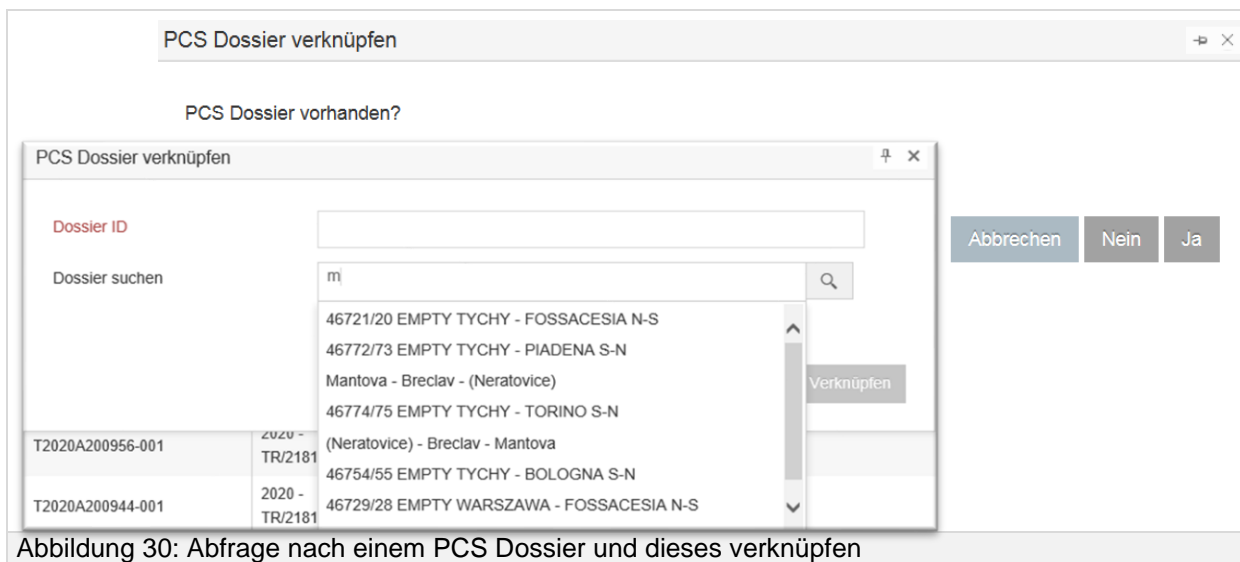 PCS Dossier verknüpfen
PCS Dossier vorhanden?
PCS Dossier verknüpfen
Dossier ID
Abbrechen Nein Ja
Dossier suchen
m
46721/20 EMPTY TYCHY - FOSSACESIA N-S
46772/73 EMPTY TYCHY - PIADENA S-N
Mantova - Breclav - (Neratovice)
Verknüpfen
46774/75 EMPTY TYCHY - TORINO S-N
T2020A200956-001
2020 -
TR/2181
(Neratovice) - Breclav - Mantova
46754/55 EMPTY TYCHY - BOLOGNA S-N
T2020A200944-001
2020 -
TR/2181
46729/28 EMPTY WARSZAWA - FOSSACESIA N-S
Abbildung 30: Abfrage nach einem PCS Dossier und dieses verknüpfen